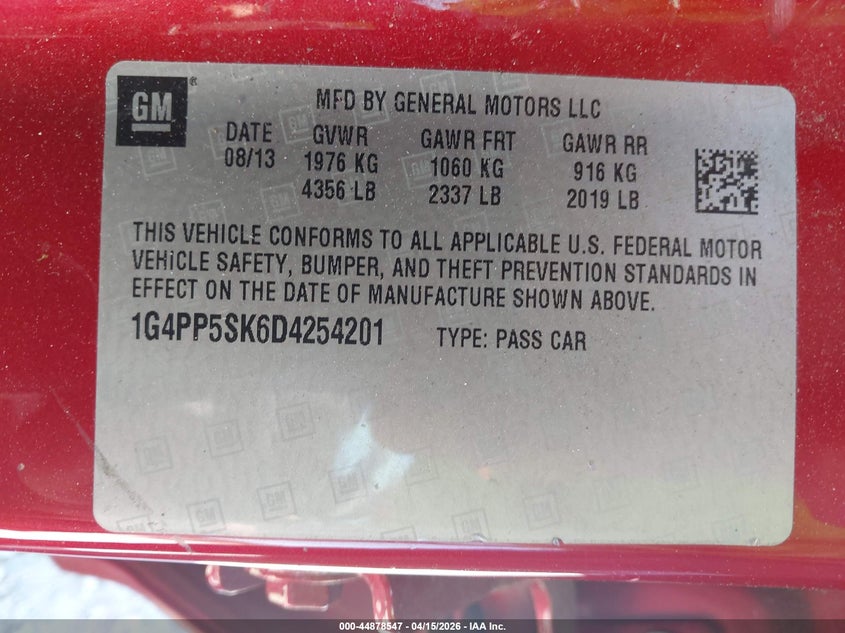 GM ®
MFD BY GENERAL MOTORS LLC
DATE GVWR GAWR FRT GAWR RR
08/13 1976 KG 1060 KG 916 KG
4356 LB 2337 LB 2019 LB
THIS VEHICLE CONFORMS TO ALL APPLICABLE U.S. FEDERAL MOTOR
VEHICLE SAFETY, BUMPER, AND THEFT PREVENTION STANDARDS IN
EFFECT ON THE DATE OF MANUFACTURE SHOWN ABOVE.
1G4PP5SK6D4254201 TYPE: PASS CAR
000-44878547 - 04/15/2026 - IAA Inc.